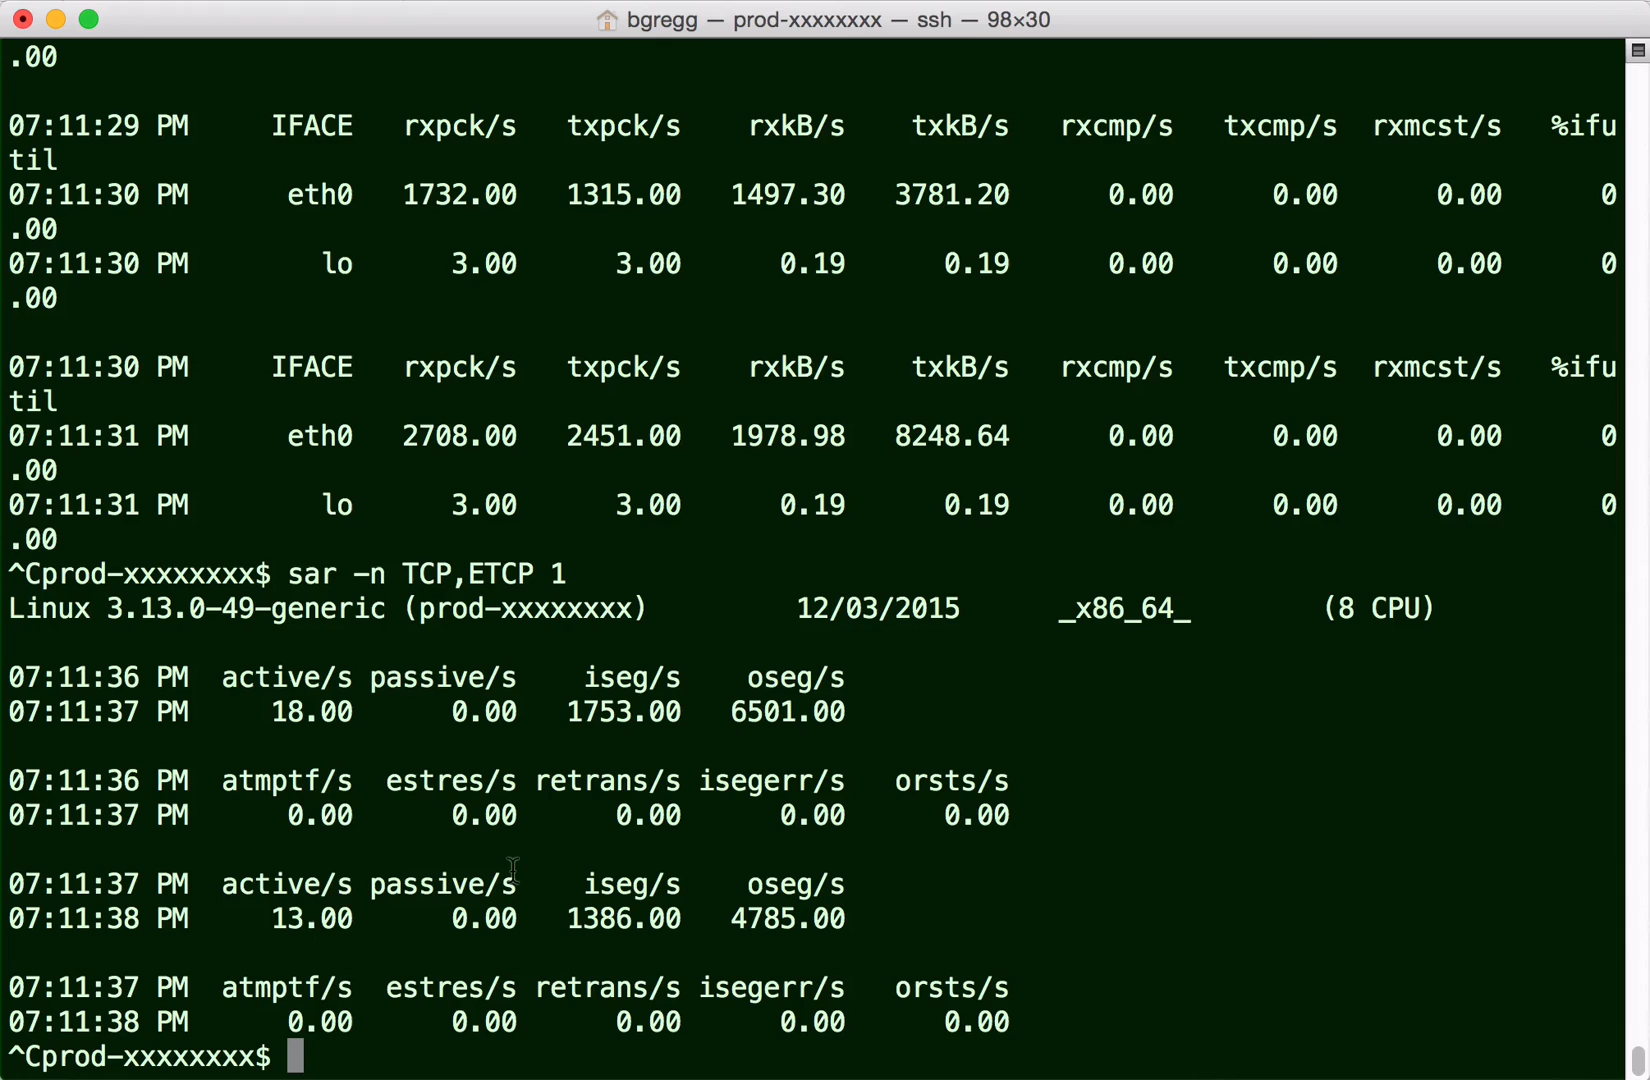 bgregg — prod-xxxxxxxx — ssh — 98×30
.00
07:11:29 PM IFACE rxpck/s txpck/s rxkB/s txkB/s rxcmp/s txcmp/s rxmcst/s %ifu
til
07:11:30 PM eth0 1732.00 1315.00 1497.30 3781.20 0.00 0.00 0.00 0
.00
07:11:30 PM lo 3.00 3.00 0.19 0.19 0.00 0.00 0.00 0
.00
07:11:30 PM IFACE rxpck/s txpck/s rxkB/s txkB/s rxcmp/s txcmp/s rxmcst/s %ifu
til
07:11:31 PM eth0 2708.00 2451.00 1978.98 8248.64 0.00 0.00 0.00 0
.00
07:11:31 PM lo 3.00 3.00 0.19 0.19 0.00 0.00 0.00 0
.00
^Cprod-xxxxxxxx$ sar -n TCP,ETCP 1
Linux 3.13.0-49-generic (prod-xxxxxxxx) 12/03/2015 _x86_64_ (8 CPU)
07:11:36 PM active/s passive/s iseg/s oseg/s
07:11:37 PM 18.00 0.00 1753.00 6501.00
07:11:36 PM atmptf/s estres/s retrans/s isegerr/s orsts/s
07:11:37 PM 0.00 0.00 0.00 0.00 0.00
07:11:37 PM active/s passive/s iseg/s oseg/s
07:11:38 PM 13.00 0.00 1386.00 4785.00
07:11:37 PM atmptf/s estres/s retrans/s isegerr/s orsts/s
07:11:38 PM 0.00 0.00 0.00 0.00 0.00
^Cprod-xxxxxxxx$